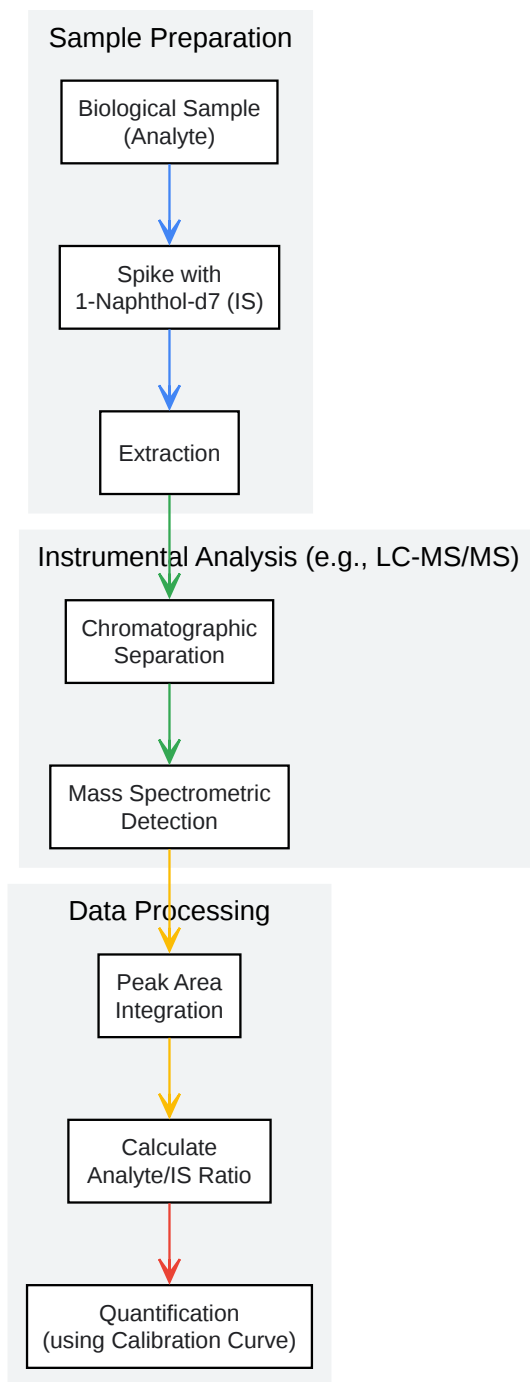 Sample Preparation
Biological Sample
(Analyte)
Spike with
1-Naphthol-d7 (IS)
Extraction
Instrumental Analysis (e.g., LC-MS/MS)
Chromatographic
Separation
Mass Spectrometric
Detection
Data Processing
Peak Area
Integration
Calculate
Analyte/IS Ratio
Quantification
(using Calibration Curve)